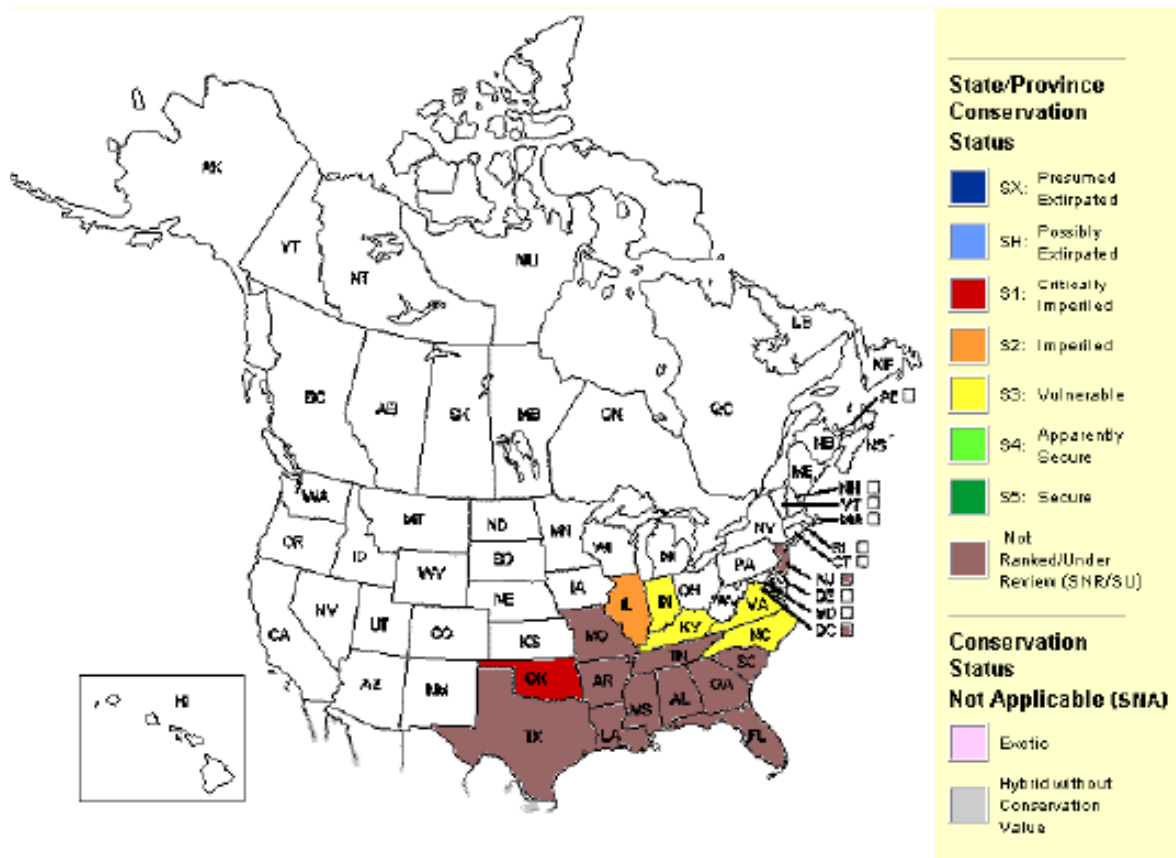 AK
YT
NT
NU
BC
AB
SK
MB
ON
QC
LB
NF
PE
NB
NS
ME
NH
VT
MA
RI
CT
NJ
DE
MD
DC
WA
OR
ID
MT
ND
SD
MN
WI
MI
NY
PA
WY
NE
IA
IL
IN
OH
WV
VA
KY
NC
NV
UT
CO
KS
MO
TN
SC
CA
AZ
NM
OK
AR
MS
AL
GA
TX
LA
FL
HI
State/Province
Conservation
Status
SX: Presumed
Extirpated
SH: Possibly
Extirpated
S1: Critically
Imperiled
S2: Imperiled
S3: Vulnerable
S4: Apparently
Secure
S5: Secure
Not
Ranked/Under
Review (SNR/SU)
Conservation
Status
Not Applicable (SNA)
Exotic
Hybrid without
Conservation
Value